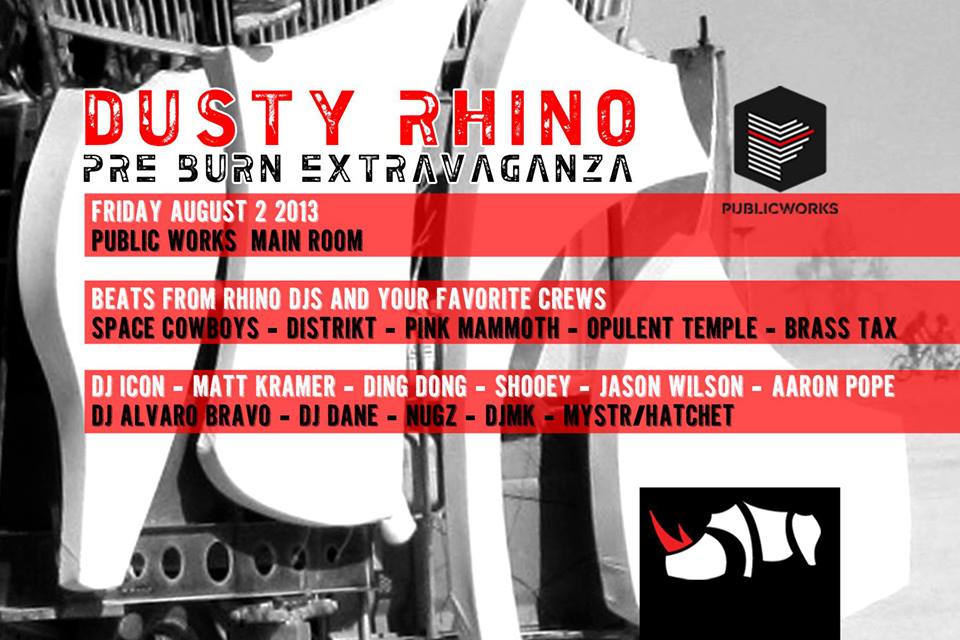 DUSTY RHINO
PRE BURN EXTRAVAGANZA
PUBLICWORKS
FRIDAY AUGUST 2 2013
PUBLIC WORKS MAIN ROOM
BEATS FROM RHINO DJS AND YOUR FAVORITE CREWS
SPACE COWBOYS - DISTRIKT - PINK MAMMOTH - OPULENT TEMPLE - BRASS TAX
DJ ICON - MATT KRAMER - DING DONG - SHOOEY - JASON WILSON - AARON POPE
DJ ALVARO BRAVO - DJ DANE - NUGZ - DJMK - MYSTR/HATCHET